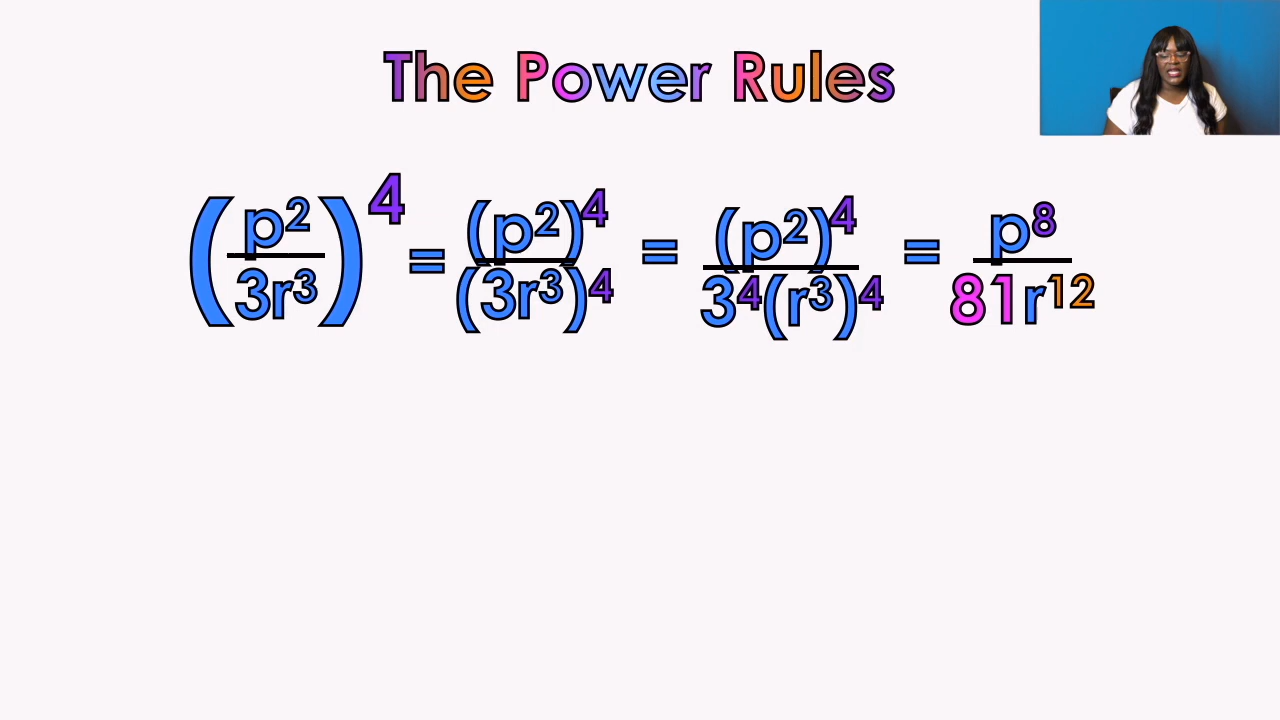 The Power Rules
(p²/3r³)⁴ = (p²)⁴/(3r³)⁴ = (p²)⁴/3⁴(r³)⁴ = p⁸/81r¹²